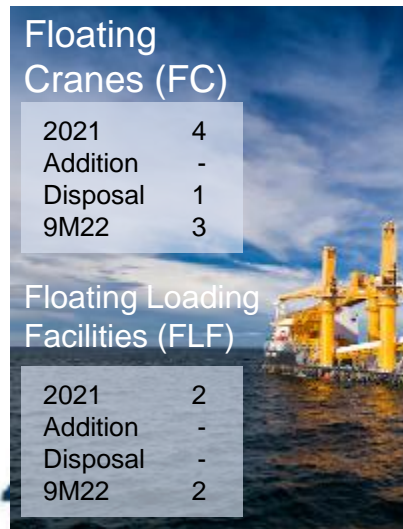 Floating
Cranes (FC)
2021 4
Addition -
Disposal 1
9M22 3
Floating Loading
Facilities (FLF)
2021 2
Addition -
Disposal -
9M22 2